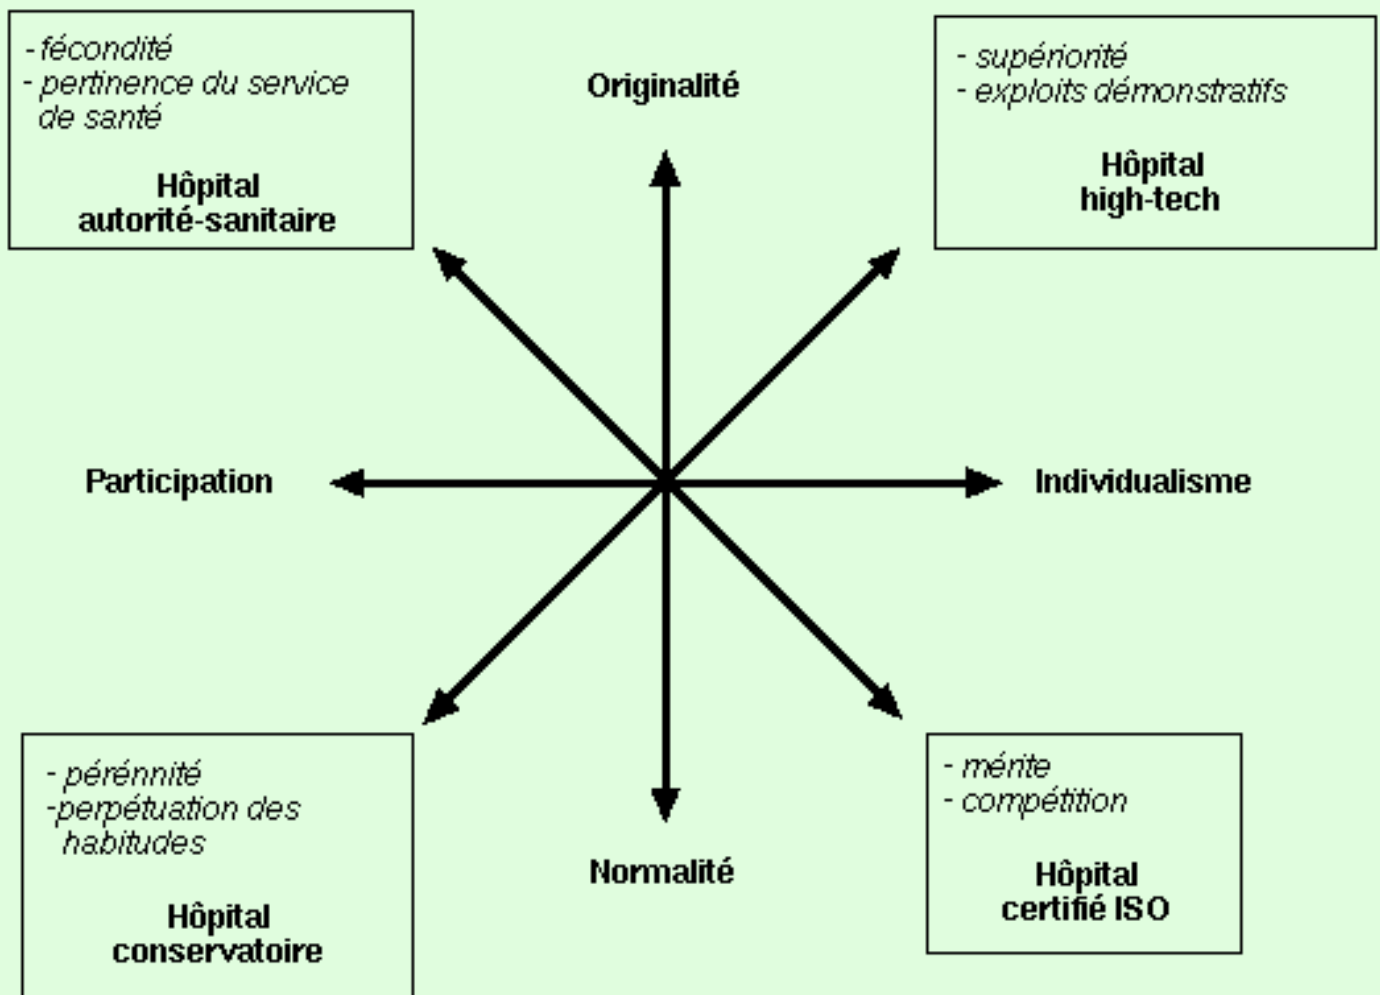 - fécondité
- pertinence du service
de santé
Hôpital
autorité-sanitaire
Originalité
- supériorité
- exploits démonstratifs
Hôpital
high-tech
Participation
Individualisme
- pérénnité
-perpétuation des
habitudes
Hôpital
conservatoire
Normalité
- mérite
- compétition
Hôpital
certifié ISO